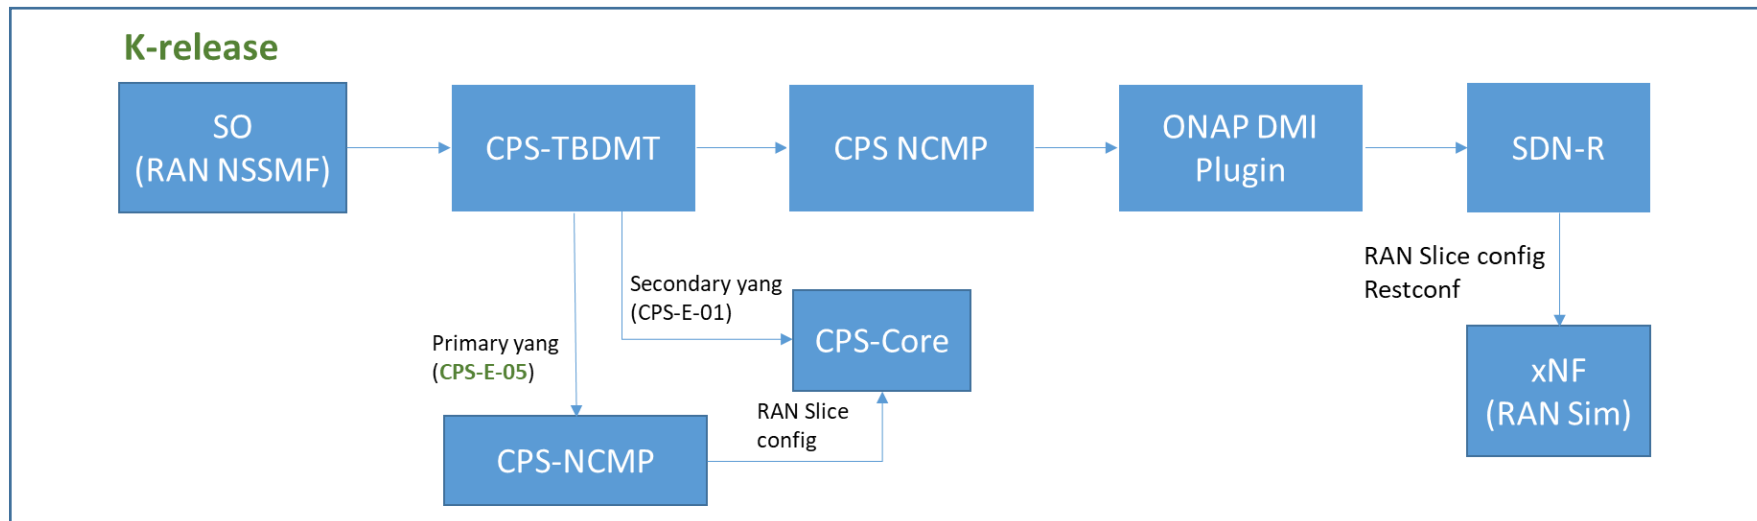 K-release
SO
(RAN NSSMF)
CPS-TBDMT
CPS NCMP
ONAP DMI
Plugin
SDN-R
RAN Slice config
Restconf
Secondary yang
(CPS-E-01)
CPS-Core
Primary yang
(CPS-E-05)
xNF
(RAN Sim)
RAN Slice
config
CPS-NCMP